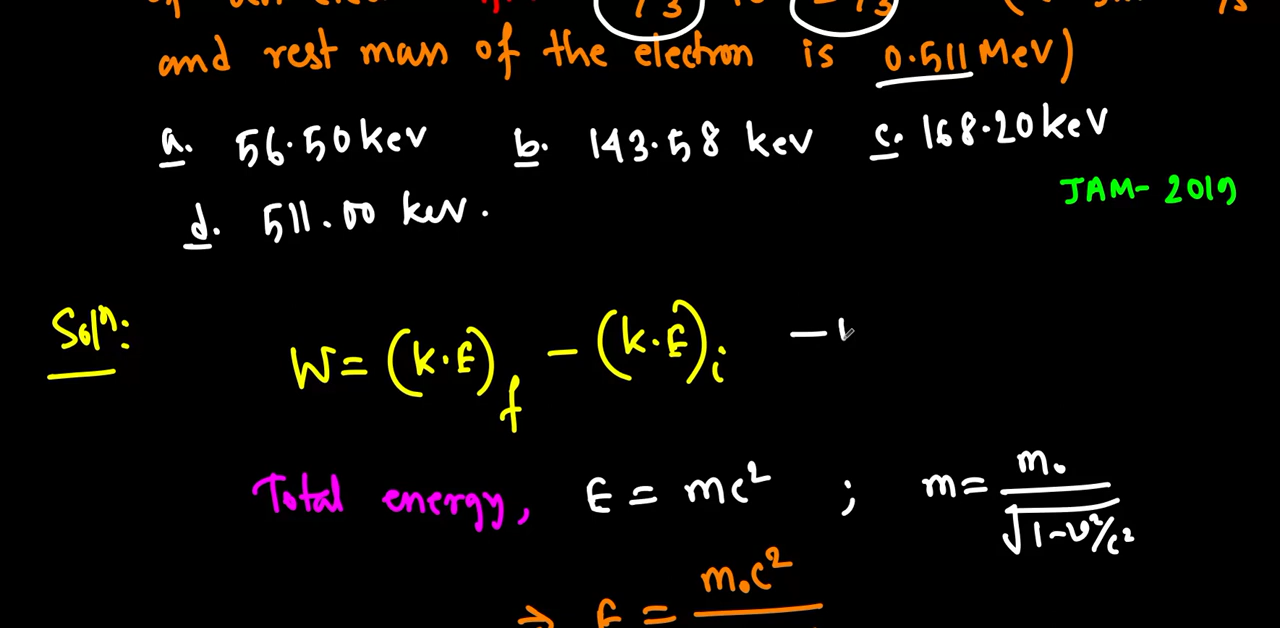 and rest mass of the electron is 0.511 MeV)
a. 56.50 kev b. 143.58 kev c. 168.20 keV
JAM- 2019
d. 511.00 kev.
Soln:
W = (K.E)f - (K.E)i -
Total energy, E = mc² ; m = m₀/√1-v²/c²
⇒ E = m₀c²